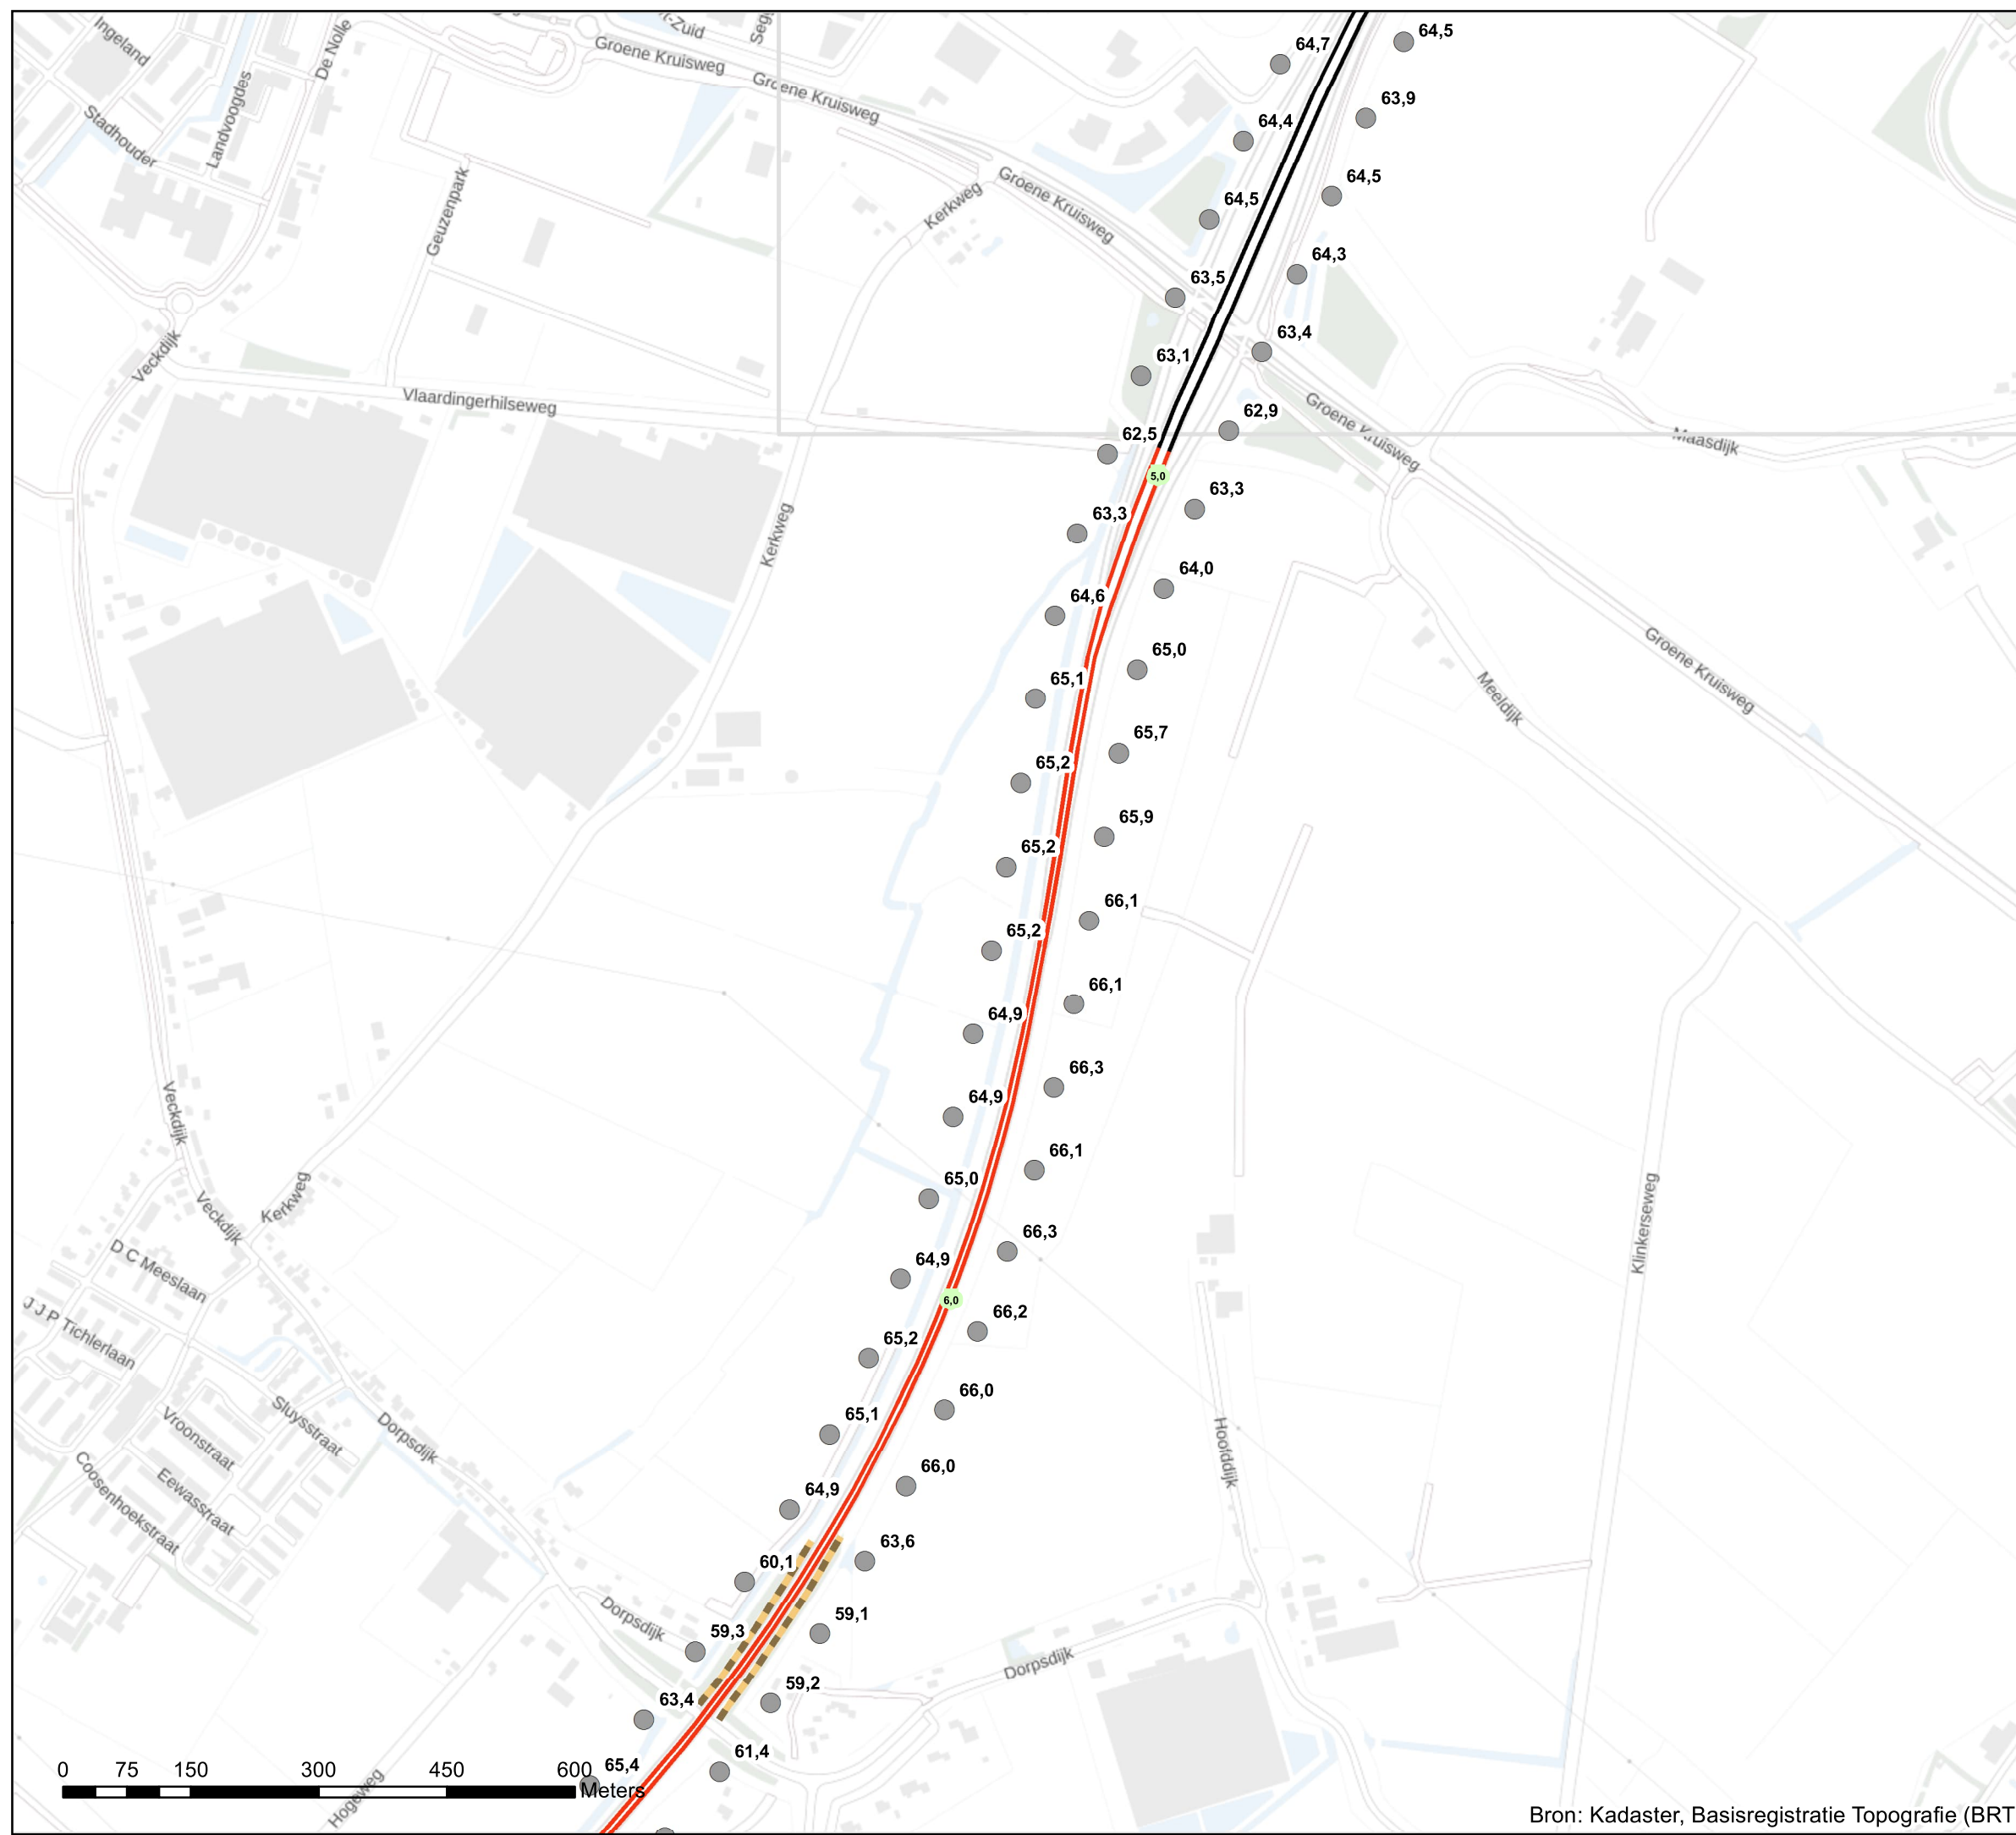 Ingeland
De Nolle
t-Zuid
Groene Kruisweg
64,7
64,5
Groene Kruisweg
Stadhouder
Landvoogdes
64,4
63,9
Geuzenpark
Kerkweg
Groene Kruisweg
64,5
64,5
63,5
64,3
Veckdijk
63,1
63,4
Vlaardingerhilseweg
Groene Kruisweg
62,5
62,9
Maasdijk
5,0
Kerkweg
63,3
63,3
64,6
64,0
65,1
65,0
Groene Kruisweg
Meeldijk
65,2
65,7
65,2
65,9
65,2
66,1
64,9
66,1
Veckdijk
64,9
66,3
65,0
66,1
Veckdijk
Kerkweg
Klinkerseweg
D C Meeslaan
64,9
66,3
6,0
J J P Tichlerlaan
65,2
66,2
Sluysstraat
Vroonstraat
Dorpsdijk
65,1
66,0
Hoofddijk
Eewasstraat
Coosenhoekstraat
64,9
66,0
60,1
63,6
Dorpsdijk
59,3
59,1
Dorpsdijk
63,4
59,2
65,4
61,4
0 75 150 300 450 600
Meters
Hogeweg
Bron: Kadaster, Basisregistratie Topografie (BRT